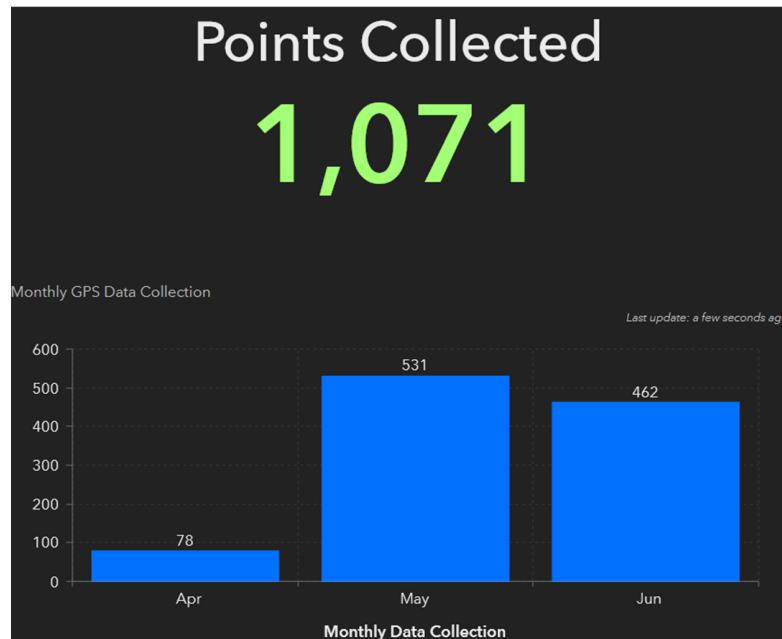 Points Collected
1,071
Monthly GPS Data Collection
Last update: a few seconds ag
600
500
400
300
200
100
0
78
531
462
Apr May Jun
Monthly Data Collection